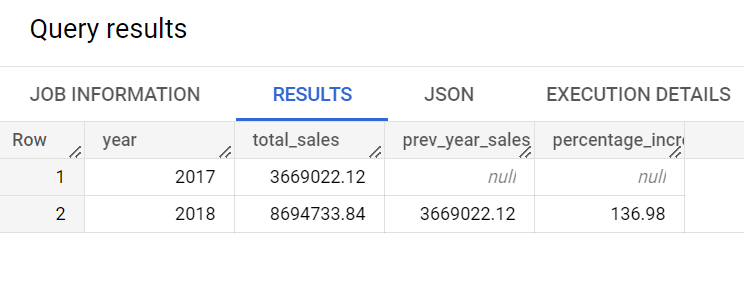 Query results
JOB INFORMATION RESULTS JSON EXECUTION DETAILS
Row year total_sales prev_year_sales percentage_incr
1 2017 3669022.12 null null
2 2018 8694733.84 3669022.12 136.98